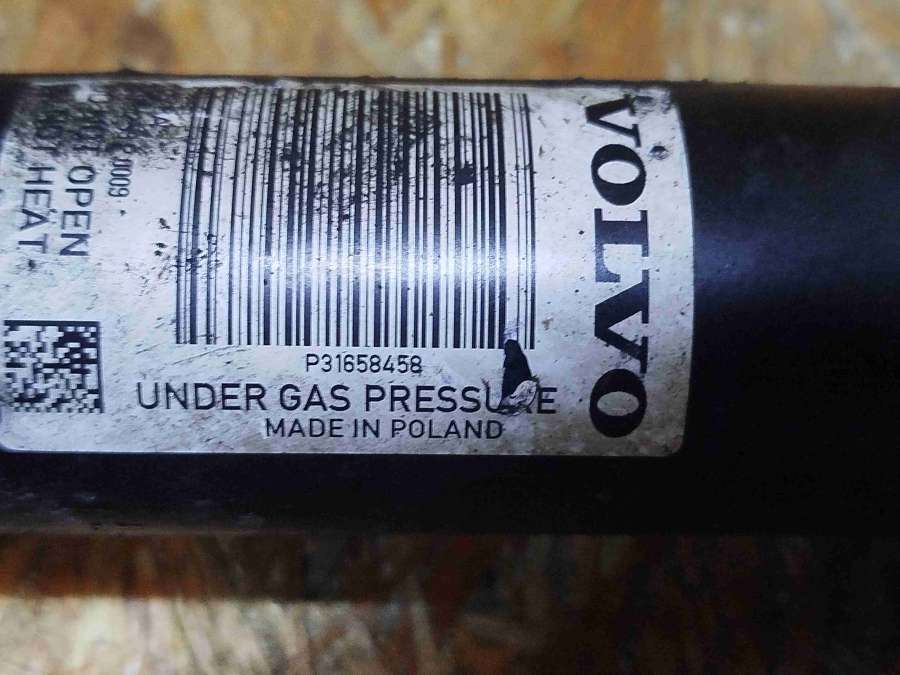 VOLVO
P31658458
UNDER GAS PRESSURE
MADE IN POLAND
OPEN
HEAT